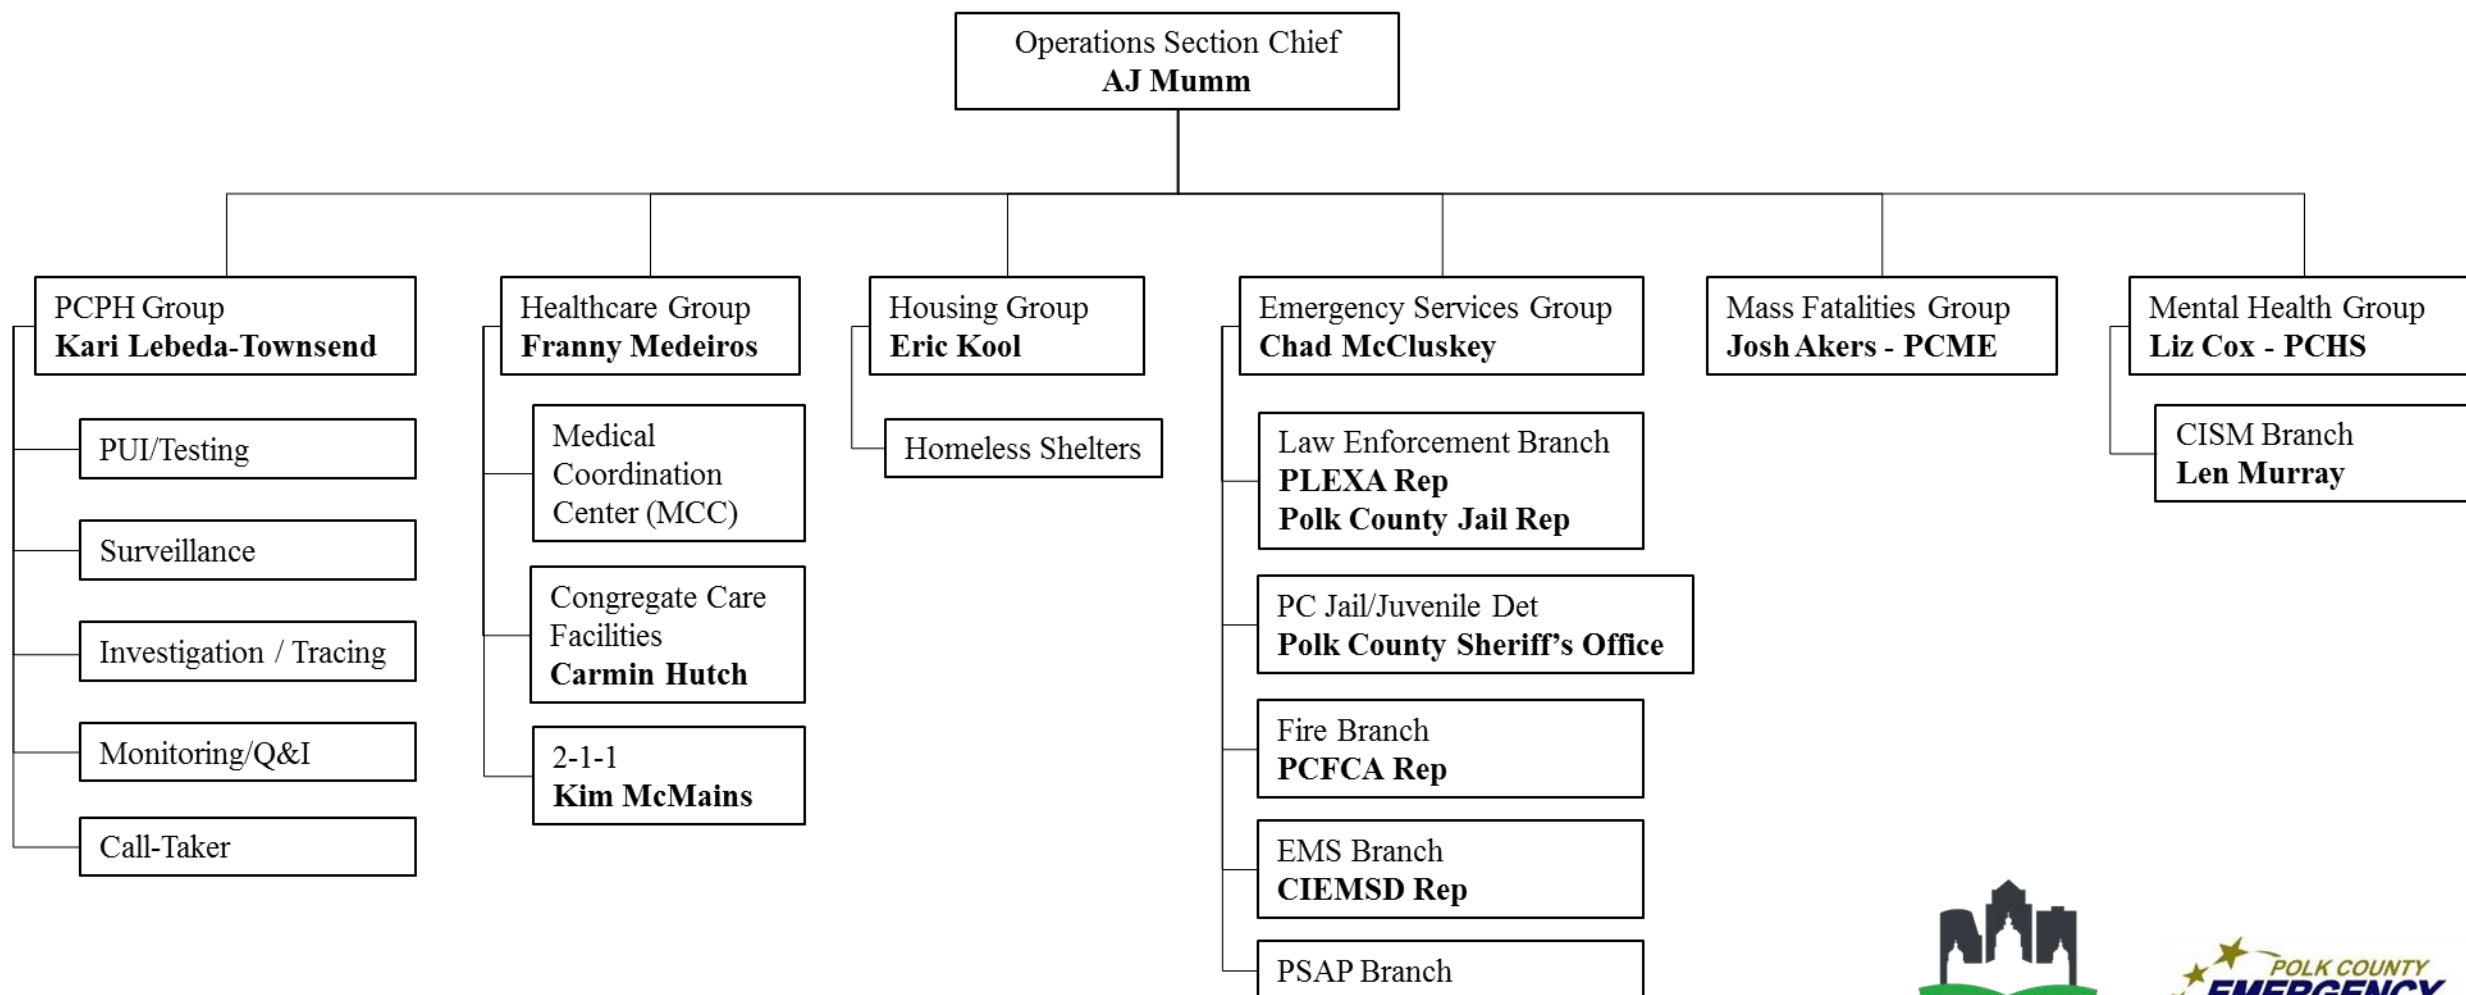 Operations Section Chief
AJ Mumm
PCPH Group
Kari Lebeda-Townsend
PUI/Testing
Surveillance
Investigation / Tracing
Monitoring/Q&I
Call-Taker
Healthcare Group
Franny Medeiros
Medical
Coordination
Center (MCC)
Congregate Care
Facilities
Carmin Hutch
2-1-1
Kim McMains
Housing Group
Eric Kool
Homeless Shelters
Emergency Services Group
Chad McCluskey
Law Enforcement Branch
PLEXA Rep
Polk County Jail Rep
PC Jail/Juvenile Det
Polk County Sheriff’s Office
Fire Branch
PCFCA Rep
EMS Branch
CIEMSD Rep
PSAP Branch
Mass Fatalities Group
Josh Akers - PCME
Mental Health Group
Liz Cox - PCHS
CISM Branch
Len Murray
POLK COUNTY
EMERGENCY